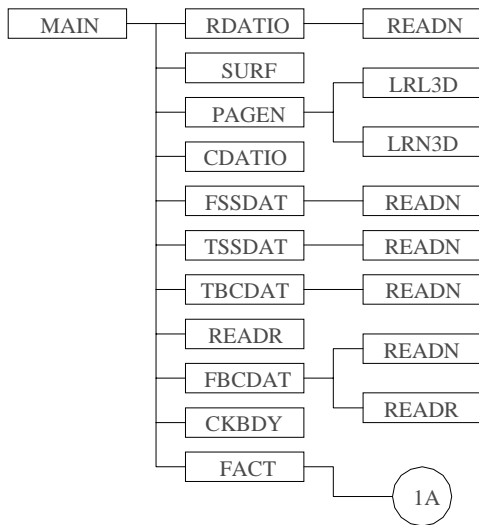 MAIN
RDATIO
READN
SURF
LRL3D
PAGEN
LRN3D
CDATIO
FSSDAT
READN
TSSDAT
READN
TBCDAT
READN
READR
READN
FBCDAT
READR
CKBDY
FACT
1A